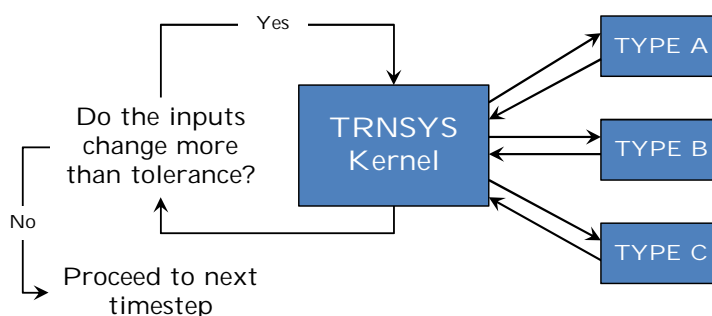 Yes
TYPE A
Do the inputs
change more
than tolerance?
TRNSYS
Kernel
TYPE B
No
TYPE C
Proceed to next
timestep